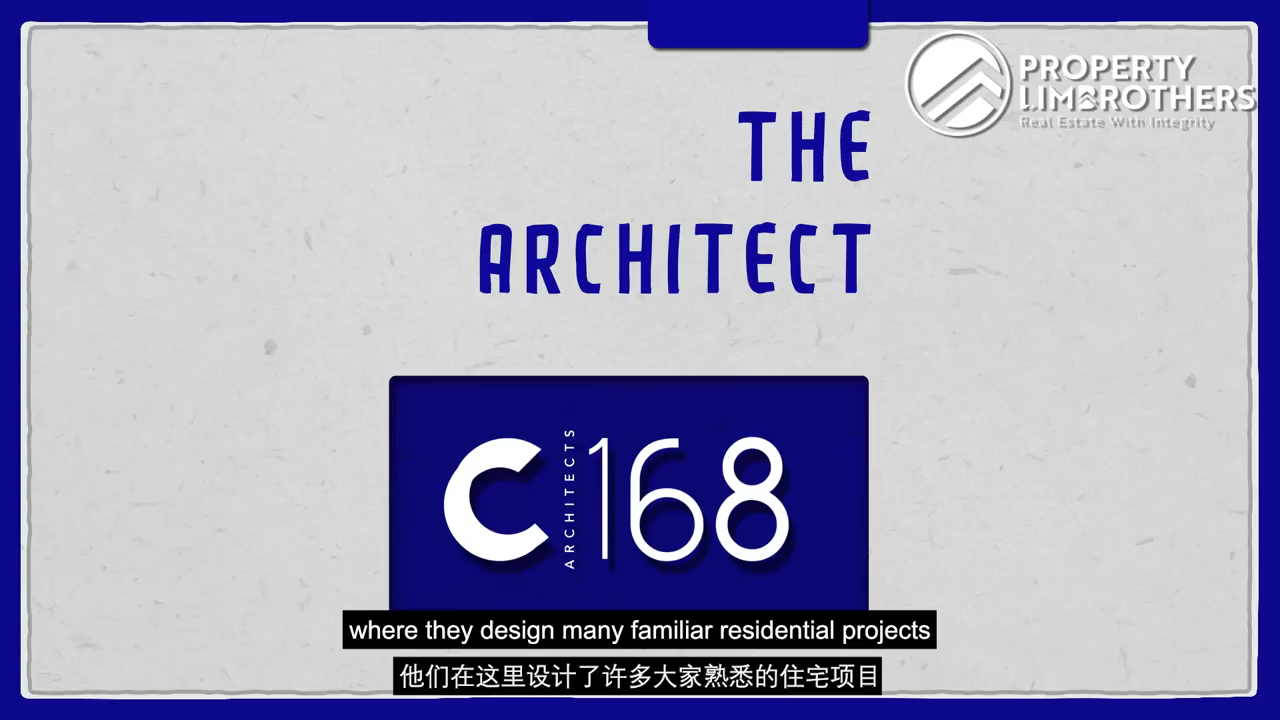 PROPERTY
LIMBROTHERS
Real Estate With Integrity
THE
ARCHITECT
C ARCHITECTS 168
where they design many familiar residential projects
他们在这里设计了许多大家熟悉的住宅项目